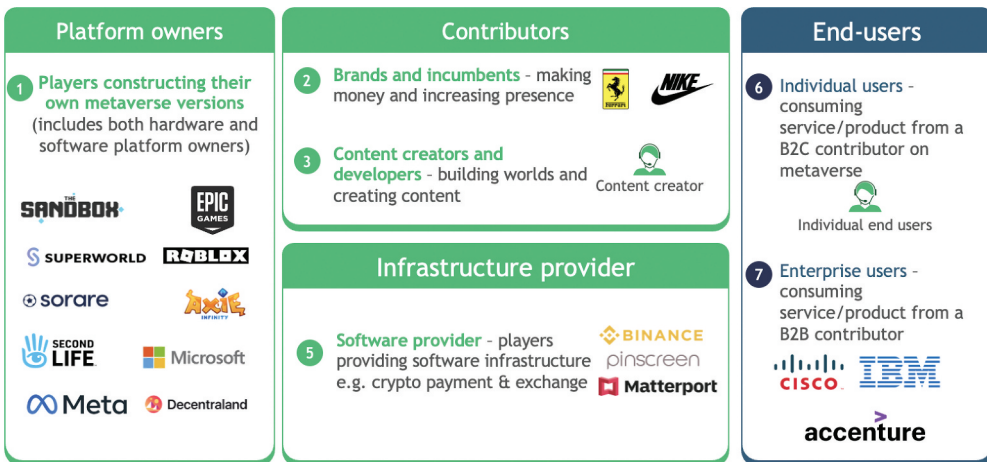 Platform owners
1
Players constructing their
own metaverse versions
(includes both hardware and
software platform owners)
THE
SANDBOX
EPIC
GAMES
SUPERWORLD
ROBLOX
sorare
AXIE
INFINITY
SECOND
LIFE
Microsoft
Meta
Decentraland
Contributors
2
Brands and incumbents – making
money and increasing presence
Ferrari
NIKE
3
Content creators and
developers – building worlds and
creating content
Content creator
Infrastructure provider
5
Software provider – players
providing software infrastructure
e.g. crypto payment & exchange
BINANCE
pinscreen
Matterport
End-users
6
Individual users –
consuming
service/product from a
B2C contributor on
metaverse
Individual end users
7
Enterprise users –
consuming
service/product from a
B2B contributor
CISCO
IBM
accenture